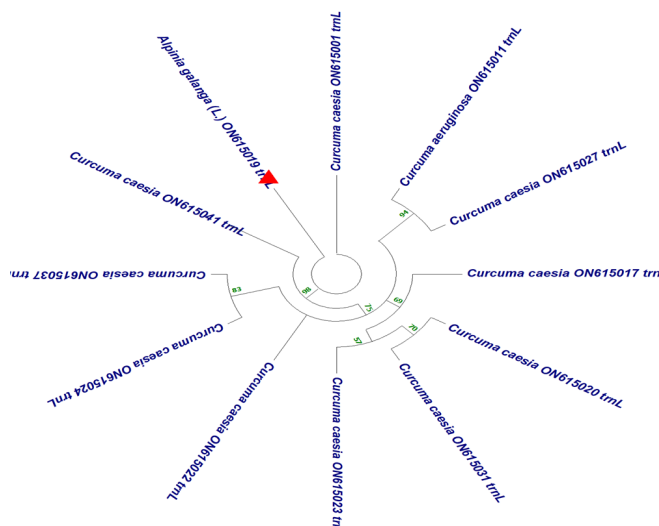 Alpinia galanga (L.) ON615019 trnL
Curcuma caesia ON615001 trnL
Curcuma aeruginosa ON615011 trnL
Curcuma caesia ON615027 trnL
Curcuma caesia ON615017 trn
Curcuma caesia ON615020 trnL
Curcuma caesia ON615031 trnL
Curcuma caesia ON615023 trn
Curcuma caesia ON615022 trnL
Curcuma caesia ON615024 trnL
Curcuma caesia ON615037 trn
Curcuma caesia ON615041 trnL
94
98
75
69
83
57
70